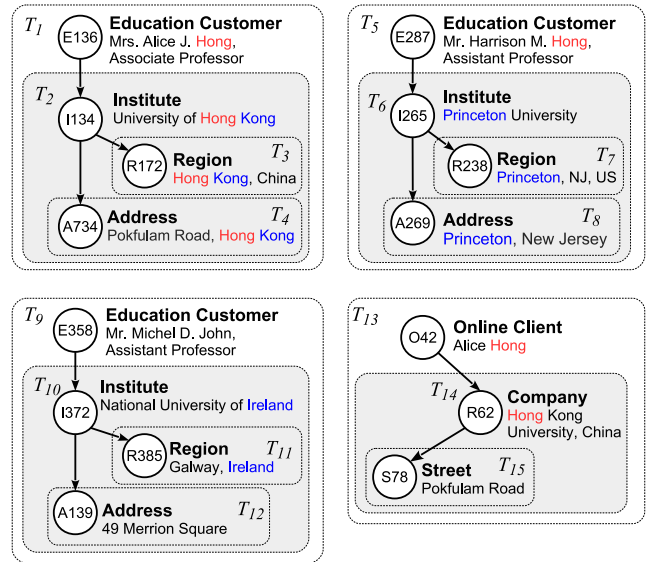 T1
E136
Education Customer
Mrs. Alice J. Hong,
Associate Professor
T2
I134
Institute
University of Hong Kong
T3
R172
Region
Hong Kong, China
T4
A734
Address
Pokfulam Road, Hong Kong
T5
E287
Education Customer
Mr. Harrison M. Hong,
Assistant Professor
T6
I265
Institute
Princeton University
T7
R238
Region
Princeton, NJ, US
T8
A269
Address
Princeton, New Jersey
T9
E358
Education Customer
Mr. Michel D. John,
Assistant Professor
T10
I372
Institute
National University of Ireland
T11
R385
Region
Galway, Ireland
T12
A139
Address
49 Merrion Square
T13
O42
Online Client
Alice Hong
T14
R62
Company
Hong Kong
University, China
T15
S78
Street
Pokfulam Road